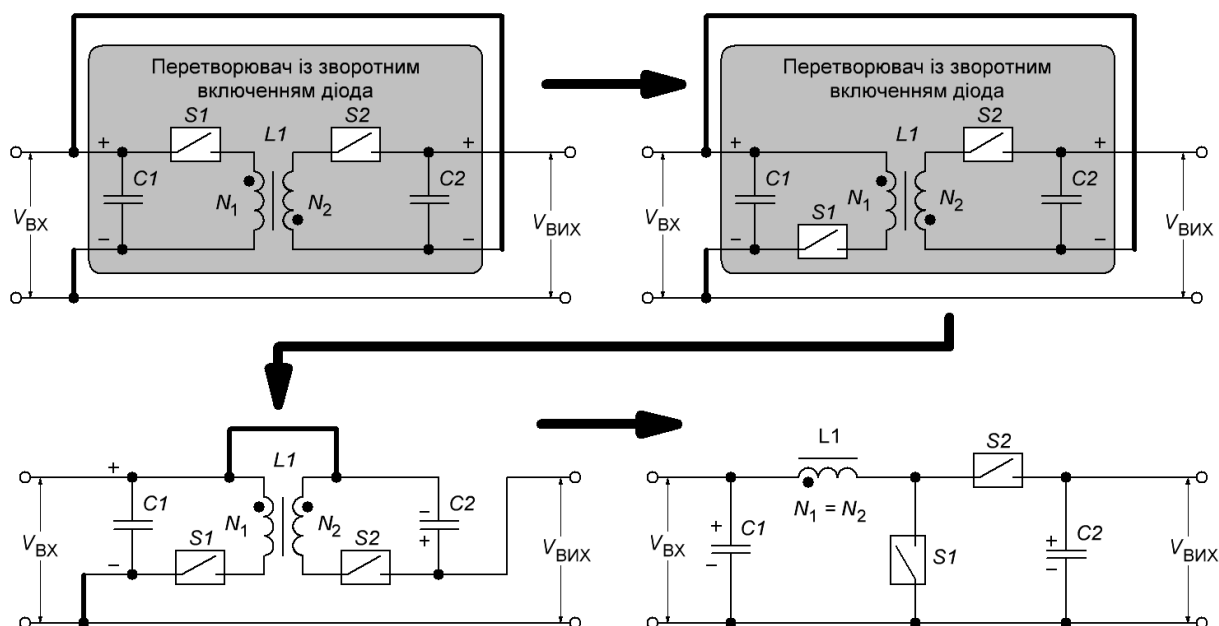 Перетворювач із зворотним
включенням діода
S1
L1
S2
+
+
C1
N1
N2
C2
VВХ
VВИХ
−
−
Перетворювач із зворотним
включенням діода
S2
L1
+
+
C1
N1
N2
C2
S1
VВХ
VВИХ
−
−
L1
+
C1
N1
N2
−
C2
+
S1
S2
−
VВХ
VВИХ
L1
S2
N1 = N2
+
C1
−
S1
+
C2
−
VВХ
VВИХ